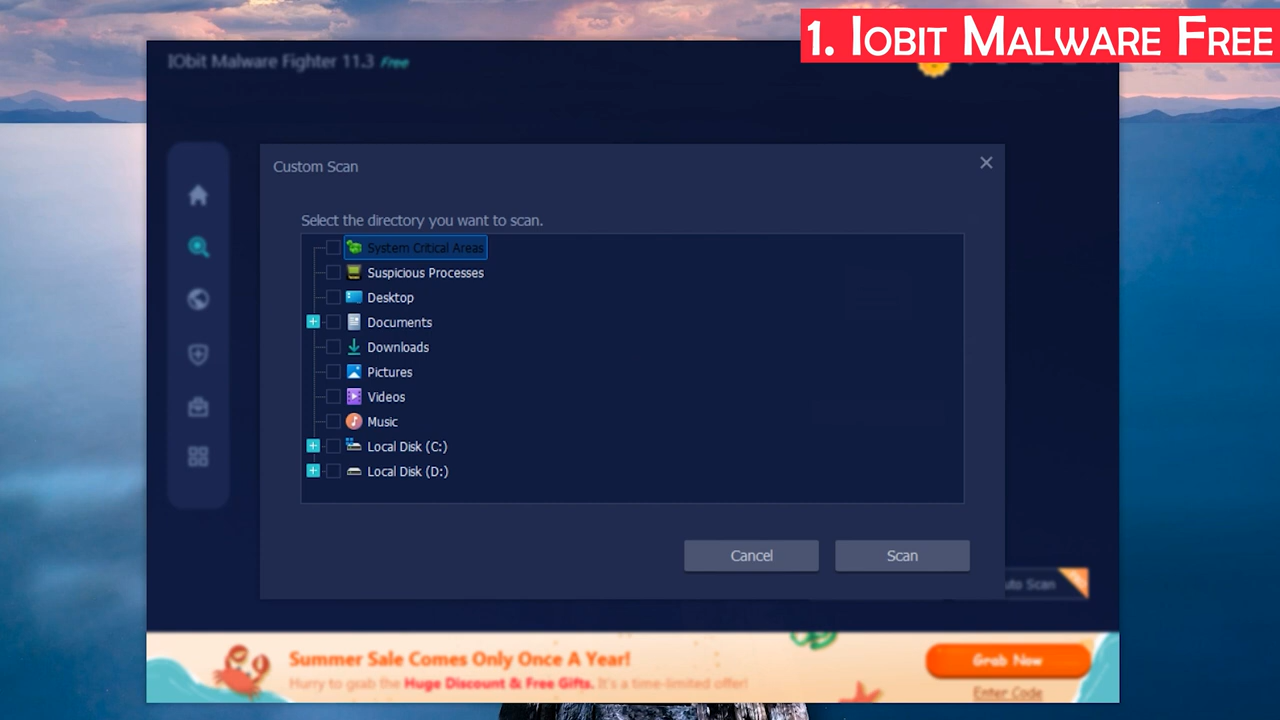 1. Iobit Malware Free
IObit Malware Fighter 11.3 Free
Custom Scan
Select the directory you want to scan.
System Critical Areas
Suspicious Processes
Desktop
Documents
Downloads
Pictures
Videos
Music
Local Disk (C:)
Local Disk (D:)
Cancel
Scan
Scan
Summer Sale Comes Only Once A Year!
Grab Now
Hurry to grab the Huge Discount & Free Gifts. It's a time-limited offer!
Enter Code